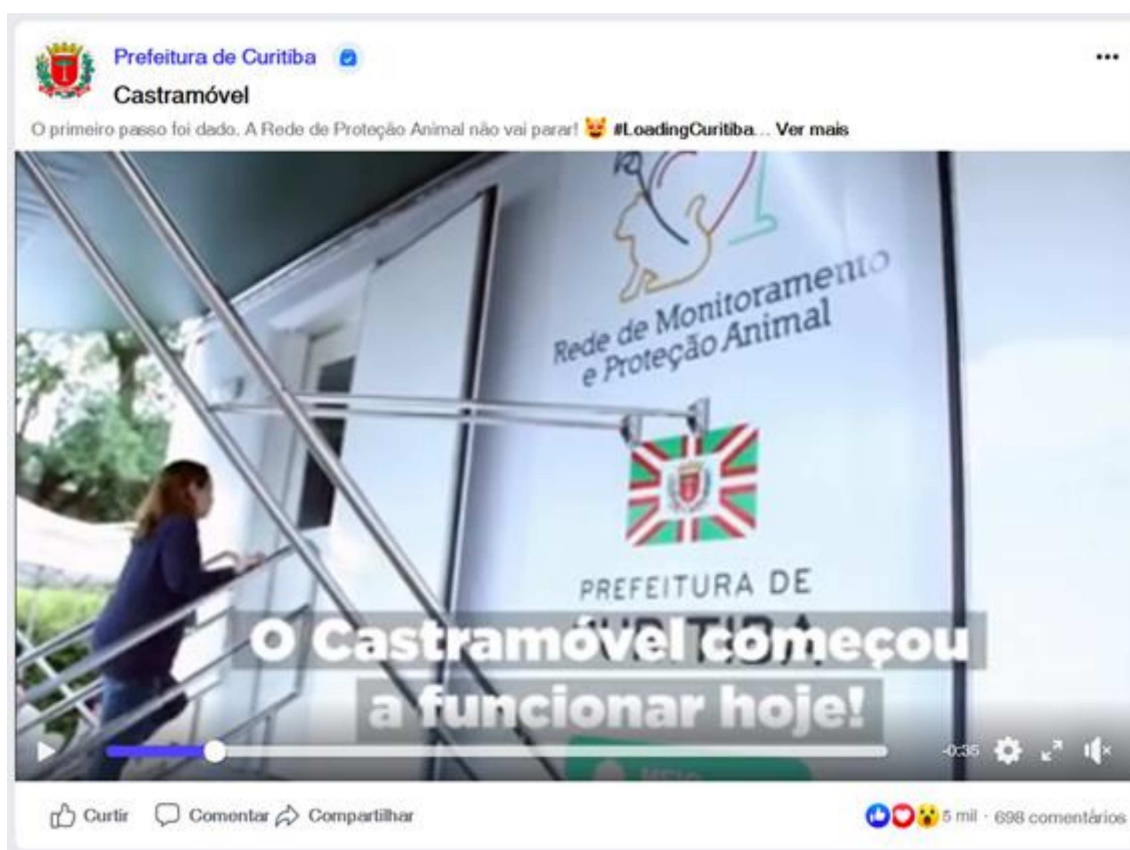 Prefeitura de Curitiba
Castramóvel
O primeiro passo foi dado. A Rede de Proteção Animal não vai parar! 😻 #LoadingCuritiba... Ver mais
Rede de Monitoramento
e Proteção Animal
PREFEITURA DE
CURITIBA
O Castramóvel começou
a funcionar hoje!
-0:35
MEIO
Curtir Comentar Compartilhar
5 mil · 698 comentários